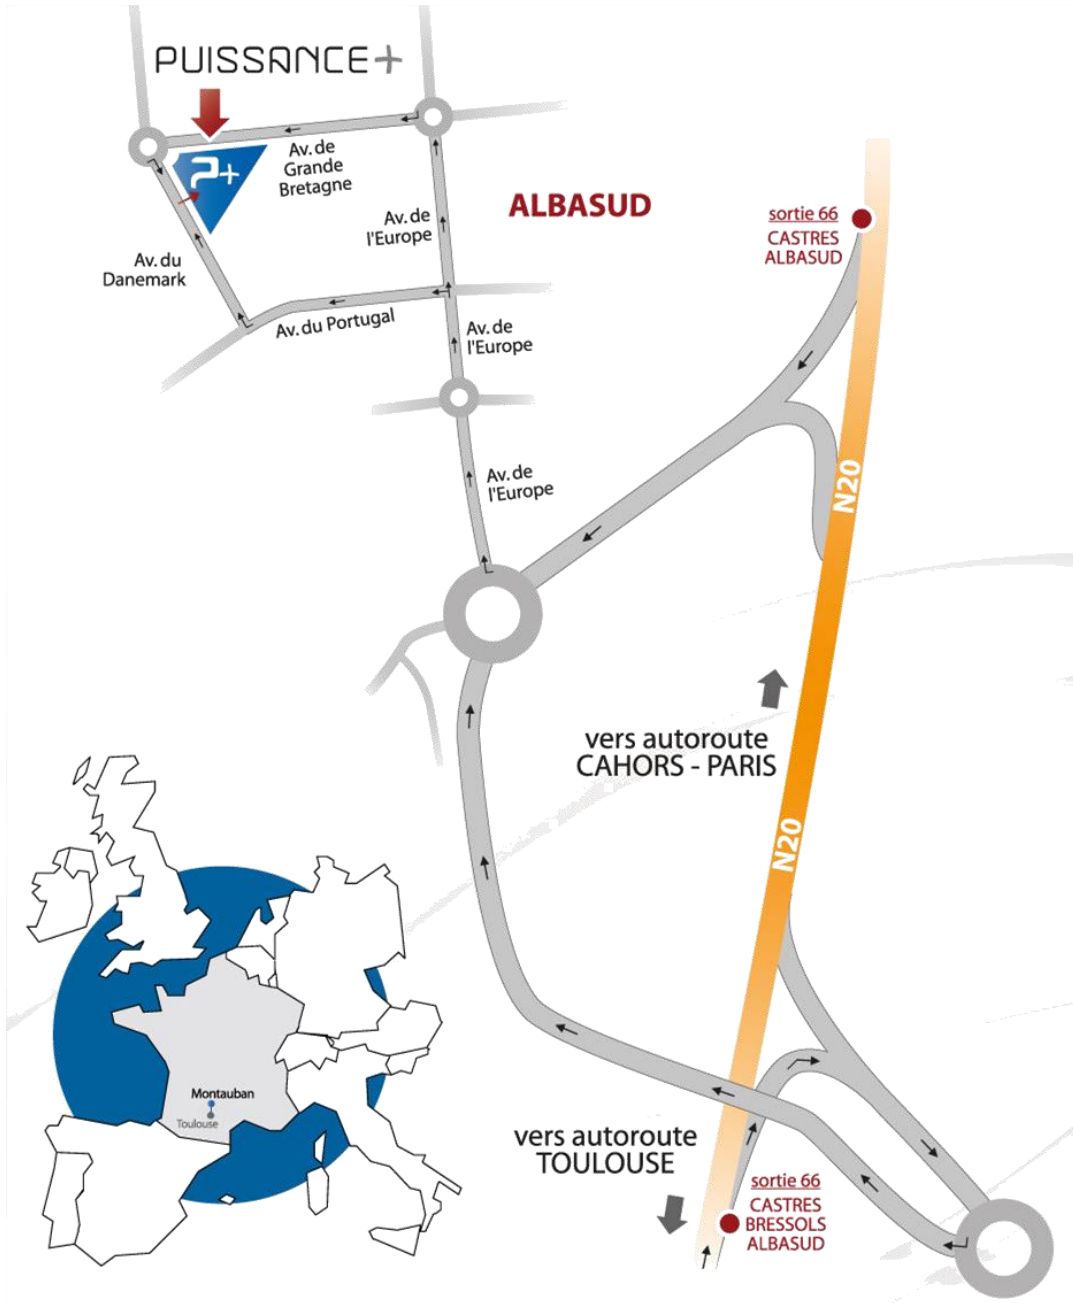 PUISSANCE+
P+
Av. de
Grande
Bretagne
ALBASUD
Av. de
l'Europe
sortie 66
CASTRES
ALBASUD
Av. du
Danemark
Av. du Portugal
Av. de
l'Europe
Av. de
l'Europe
N20
vers autoroute
CAHORS - PARIS
N20
Montauban
Toulouse
vers autoroute
TOULOUSE
sortie 66
CASTRES
BRESSOLS
ALBASUD